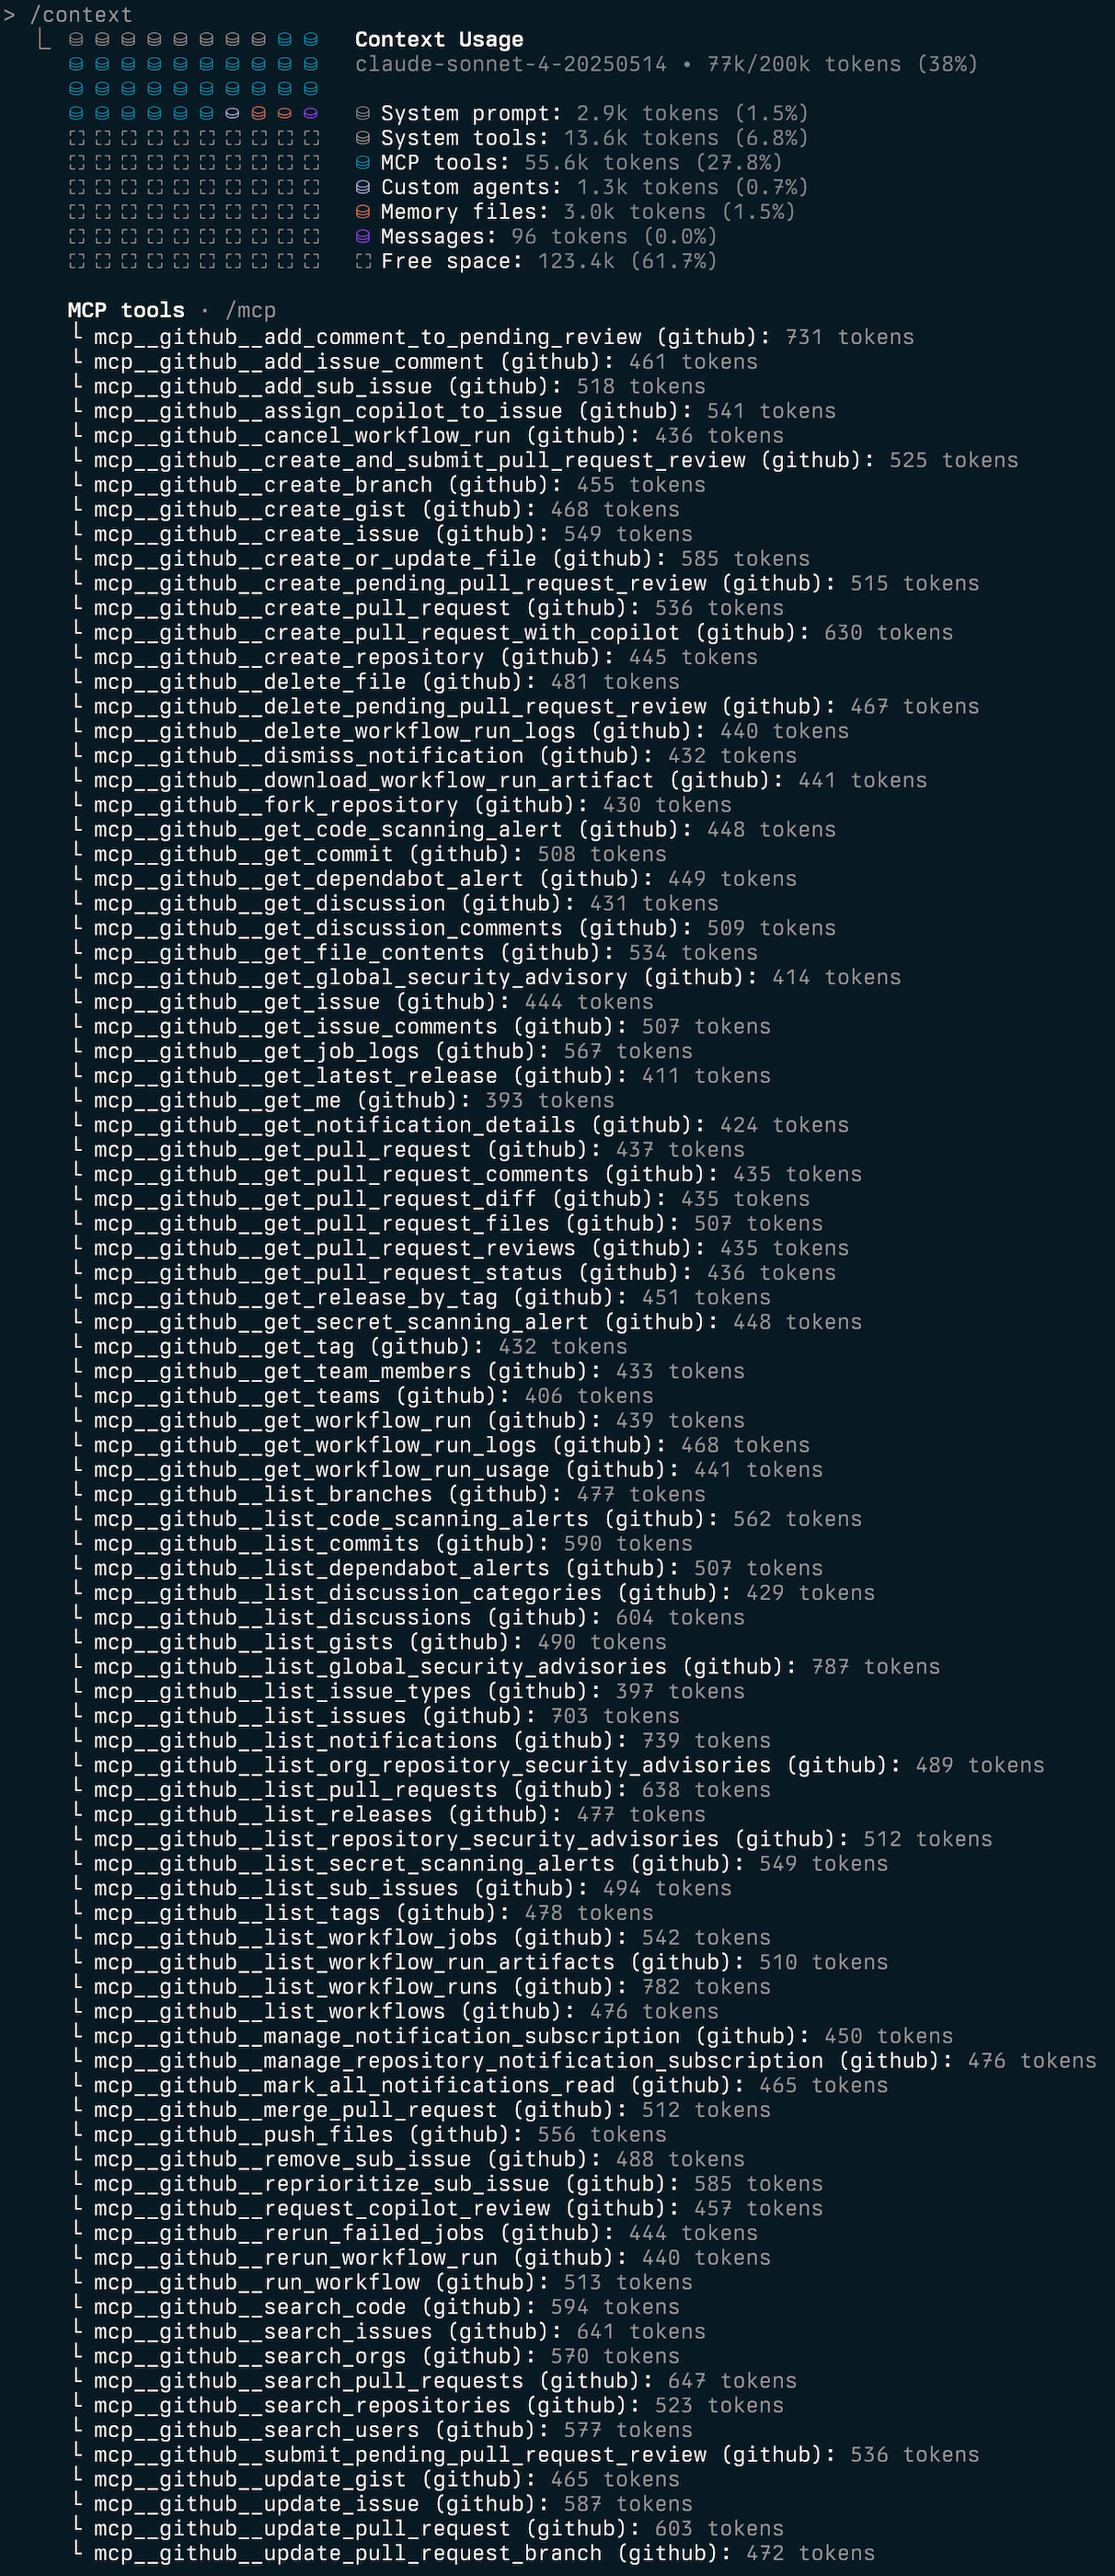 > /context
Context Usage
claude-sonnet-4-20250514 • 77k/200k tokens (38%)
System prompt: 2.9k tokens (1.5%)
System tools: 13.6k tokens (6.8%)
MCP tools: 55.6k tokens (27.8%)
Custom agents: 1.3k tokens (0.7%)
Memory files: 3.0k tokens (1.5%)
Messages: 96 tokens (0.0%)
Free space: 123.4k (61.7%)
MCP tools · /mcp
└ mcp__github__add_comment_to_pending_review (github): 731 tokens
└ mcp__github__add_issue_comment (github): 461 tokens
└ mcp__github__add_sub_issue (github): 518 tokens
└ mcp__github__assign_copilot_to_issue (github): 541 tokens
└ mcp__github__cancel_workflow_run (github): 436 tokens
└ mcp__github__create_and_submit_pull_request_review (github): 525 tokens
└ mcp__github__create_branch (github): 455 tokens
└ mcp__github__create_gist (github): 468 tokens
└ mcp__github__create_issue (github): 549 tokens
└ mcp__github__create_or_update_file (github): 585 tokens
└ mcp__github__create_pending_pull_request_review (github): 515 tokens
└ mcp__github__create_pull_request (github): 536 tokens
└ mcp__github__create_pull_request_with_copilot (github): 630 tokens
└ mcp__github__create_repository (github): 445 tokens
└ mcp__github__delete_file (github): 481 tokens
└ mcp__github__delete_pending_pull_request_review (github): 467 tokens
└ mcp__github__delete_workflow_run_logs (github): 440 tokens
└ mcp__github__dismiss_notification (github): 432 tokens
└ mcp__github__download_workflow_run_artifact (github): 441 tokens
└ mcp__github__fork_repository (github): 430 tokens
└ mcp__github__get_code_scanning_alert (github): 448 tokens
└ mcp__github__get_commit (github): 508 tokens
└ mcp__github__get_dependabot_alert (github): 449 tokens
└ mcp__github__get_discussion (github): 431 tokens
└ mcp__github__get_discussion_comments (github): 509 tokens
└ mcp__github__get_file_contents (github): 534 tokens
└ mcp__github__get_global_security_advisory (github): 414 tokens
└ mcp__github__get_issue (github): 444 tokens
└ mcp__github__get_issue_comments (github): 507 tokens
└ mcp__github__get_job_logs (github): 567 tokens
└ mcp__github__get_latest_release (github): 411 tokens
└ mcp__github__get_me (github): 393 tokens
└ mcp__github__get_notification_details (github): 424 tokens
└ mcp__github__get_pull_request (github): 437 tokens
└ mcp__github__get_pull_request_comments (github): 435 tokens
└ mcp__github__get_pull_request_diff (github): 435 tokens
└ mcp__github__get_pull_request_files (github): 507 tokens
└ mcp__github__get_pull_request_reviews (github): 435 tokens
└ mcp__github__get_pull_request_status (github): 436 tokens
└ mcp__github__get_release_by_tag (github): 451 tokens
└ mcp__github__get_secret_scanning_alert (github): 448 tokens
└ mcp__github__get_tag (github): 432 tokens
└ mcp__github__get_team_members (github): 433 tokens
└ mcp__github__get_teams (github): 406 tokens
└ mcp__github__get_workflow_run (github): 439 tokens
└ mcp__github__get_workflow_run_logs (github): 468 tokens
└ mcp__github__get_workflow_run_usage (github): 441 tokens
└ mcp__github__list_branches (github): 477 tokens
└ mcp__github__list_code_scanning_alerts (github): 562 tokens
└ mcp__github__list_commits (github): 590 tokens
└ mcp__github__list_dependabot_alerts (github): 507 tokens
└ mcp__github__list_discussion_categories (github): 429 tokens
└ mcp__github__list_discussions (github): 604 tokens
└ mcp__github__list_gists (github): 490 tokens
└ mcp__github__list_global_security_advisories (github): 787 tokens
└ mcp__github__list_issue_types (github): 397 tokens
└ mcp__github__list_issues (github): 703 tokens
└ mcp__github__list_notifications (github): 739 tokens
└ mcp__github__list_org_repository_security_advisories (github): 489 tokens
└ mcp__github__list_pull_requests (github): 638 tokens
└ mcp__github__list_releases (github): 477 tokens
└ mcp__github__list_repository_security_advisories (github): 512 tokens
└ mcp__github__list_secret_scanning_alerts (github): 549 tokens
└ mcp__github__list_sub_issues (github): 494 tokens
└ mcp__github__list_tags (github): 478 tokens
└ mcp__github__list_workflow_jobs (github): 542 tokens
└ mcp__github__list_workflow_run_artifacts (github): 510 tokens
└ mcp__github__list_workflow_runs (github): 782 tokens
└ mcp__github__list_workflows (github): 476 tokens
└ mcp__github__manage_notification_subscription (github): 450 tokens
└ mcp__github__manage_repository_notification_subscription (github): 476 tokens
└ mcp__github__mark_all_notifications_read (github): 465 tokens
└ mcp__github__merge_pull_request (github): 512 tokens
└ mcp__github__push_files (github): 556 tokens
└ mcp__github__remove_sub_issue (github): 488 tokens
└ mcp__github__reprioritize_sub_issue (github): 585 tokens
└ mcp__github__request_copilot_review (github): 457 tokens
└ mcp__github__rerun_failed_jobs (github): 444 tokens
└ mcp__github__rerun_workflow_run (github): 440 tokens
└ mcp__github__run_workflow (github): 513 tokens
└ mcp__github__search_code (github): 594 tokens
└ mcp__github__search_issues (github): 641 tokens
└ mcp__github__search_orgs (github): 570 tokens
└ mcp__github__search_pull_requests (github): 647 tokens
└ mcp__github__search_repositories (github): 523 tokens
└ mcp__github__search_users (github): 577 tokens
└ mcp__github__submit_pending_pull_request_review (github): 536 tokens
└ mcp__github__update_gist (github): 465 tokens
└ mcp__github__update_issue (github): 587 tokens
└ mcp__github__update_pull_request (github): 603 tokens
└ mcp__github__update_pull_request_branch (github): 472 tokens